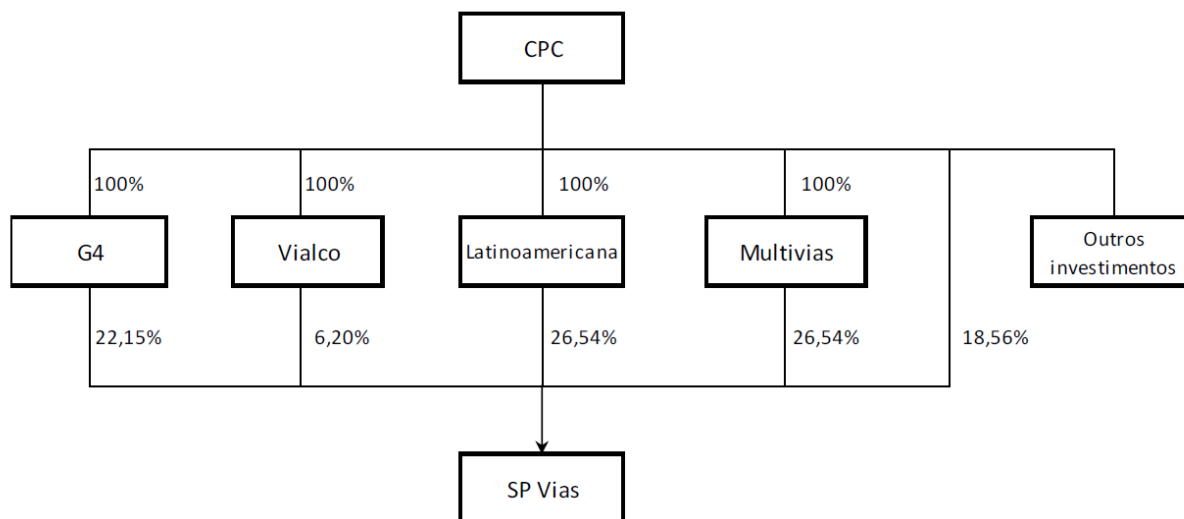 CPC
100%
100%
100%
100%
G4
Vialco
Latinoamericana
Multivias
Outros
investimentos
22,15%
6,20%
26,54%
26,54%
18,56%
SP Vias